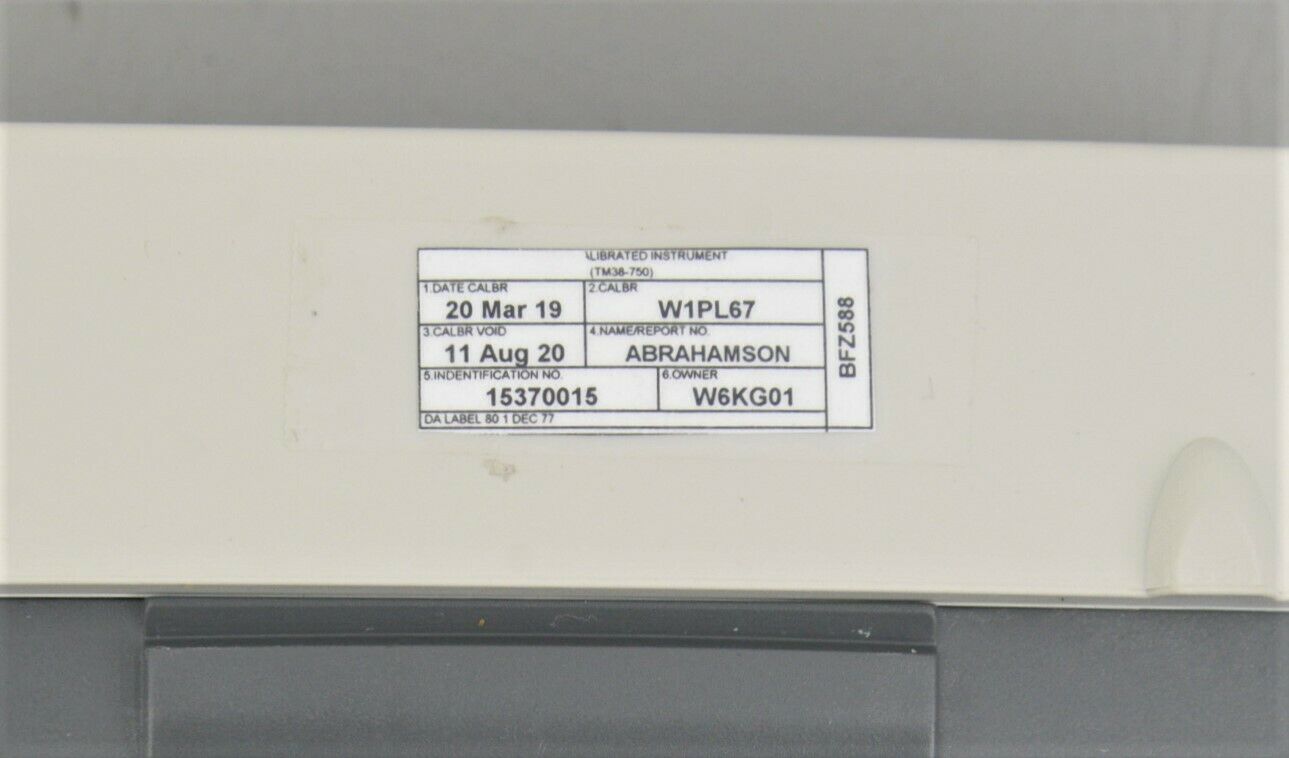 LIBRATED INSTRUMENT
(TM38-750)
1.DATE CALBR
20 Mar 19
2.CALBR
W1PL67
3.CALBR VOID
11 Aug 20
4.NAME/REPORT NO.
ABRAHAMSON
5.INDENTIFICATION NO.
15370015
6.OWNER
W6KG01
DA LABEL 80 1 DEC 77
BFZ588